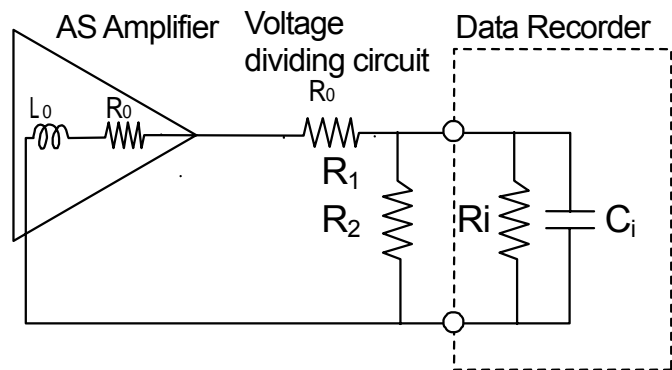 AS Amplifier
Voltage
dividing circuit
Data Recorder
L0
R0
R0
R1
R2
Ri
Ci